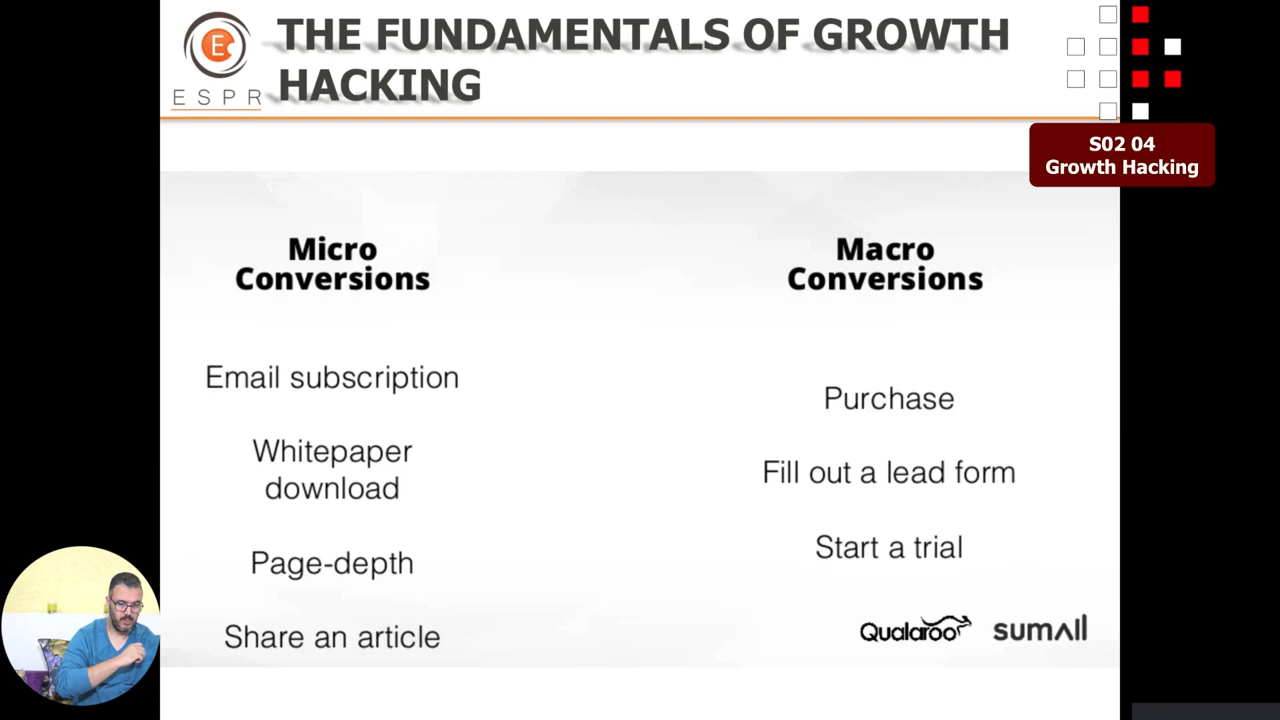 THE FUNDAMENTALS OF GROWTH
HACKING
E
ESPR
S02 04
Growth Hacking
Micro
Conversions
Email subscription
Whitepaper
download
Page-depth
Share an article
Macro
Conversions
Purchase
Fill out a lead form
Start a trial
Qualaroo
sumall